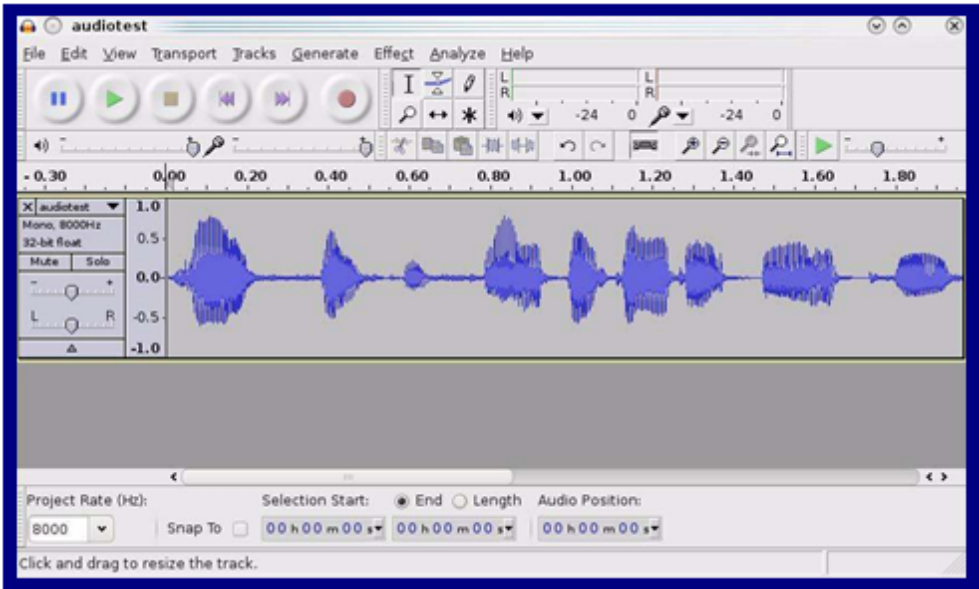 audiotest
File Edit View Transport Tracks Generate Effect Analyze Help
L
R
-24 0
L
R
-24 0
- 0.30 0.00 0.20 0.40 0.60 0.80 1.00 1.20 1.40 1.60 1.80
X audiotest
Mono, 8000Hz
32-bit float
Mute Solo
- +
L R
1.0
0.5
0.0
-0.5
-1.0
Project Rate (Hz): Selection Start: End Length Audio Position:
8000 Snap To 00 h 00 m 00 s 00 h 00 m 00 s 00 h 00 m 00 s
Click and drag to resize the track.